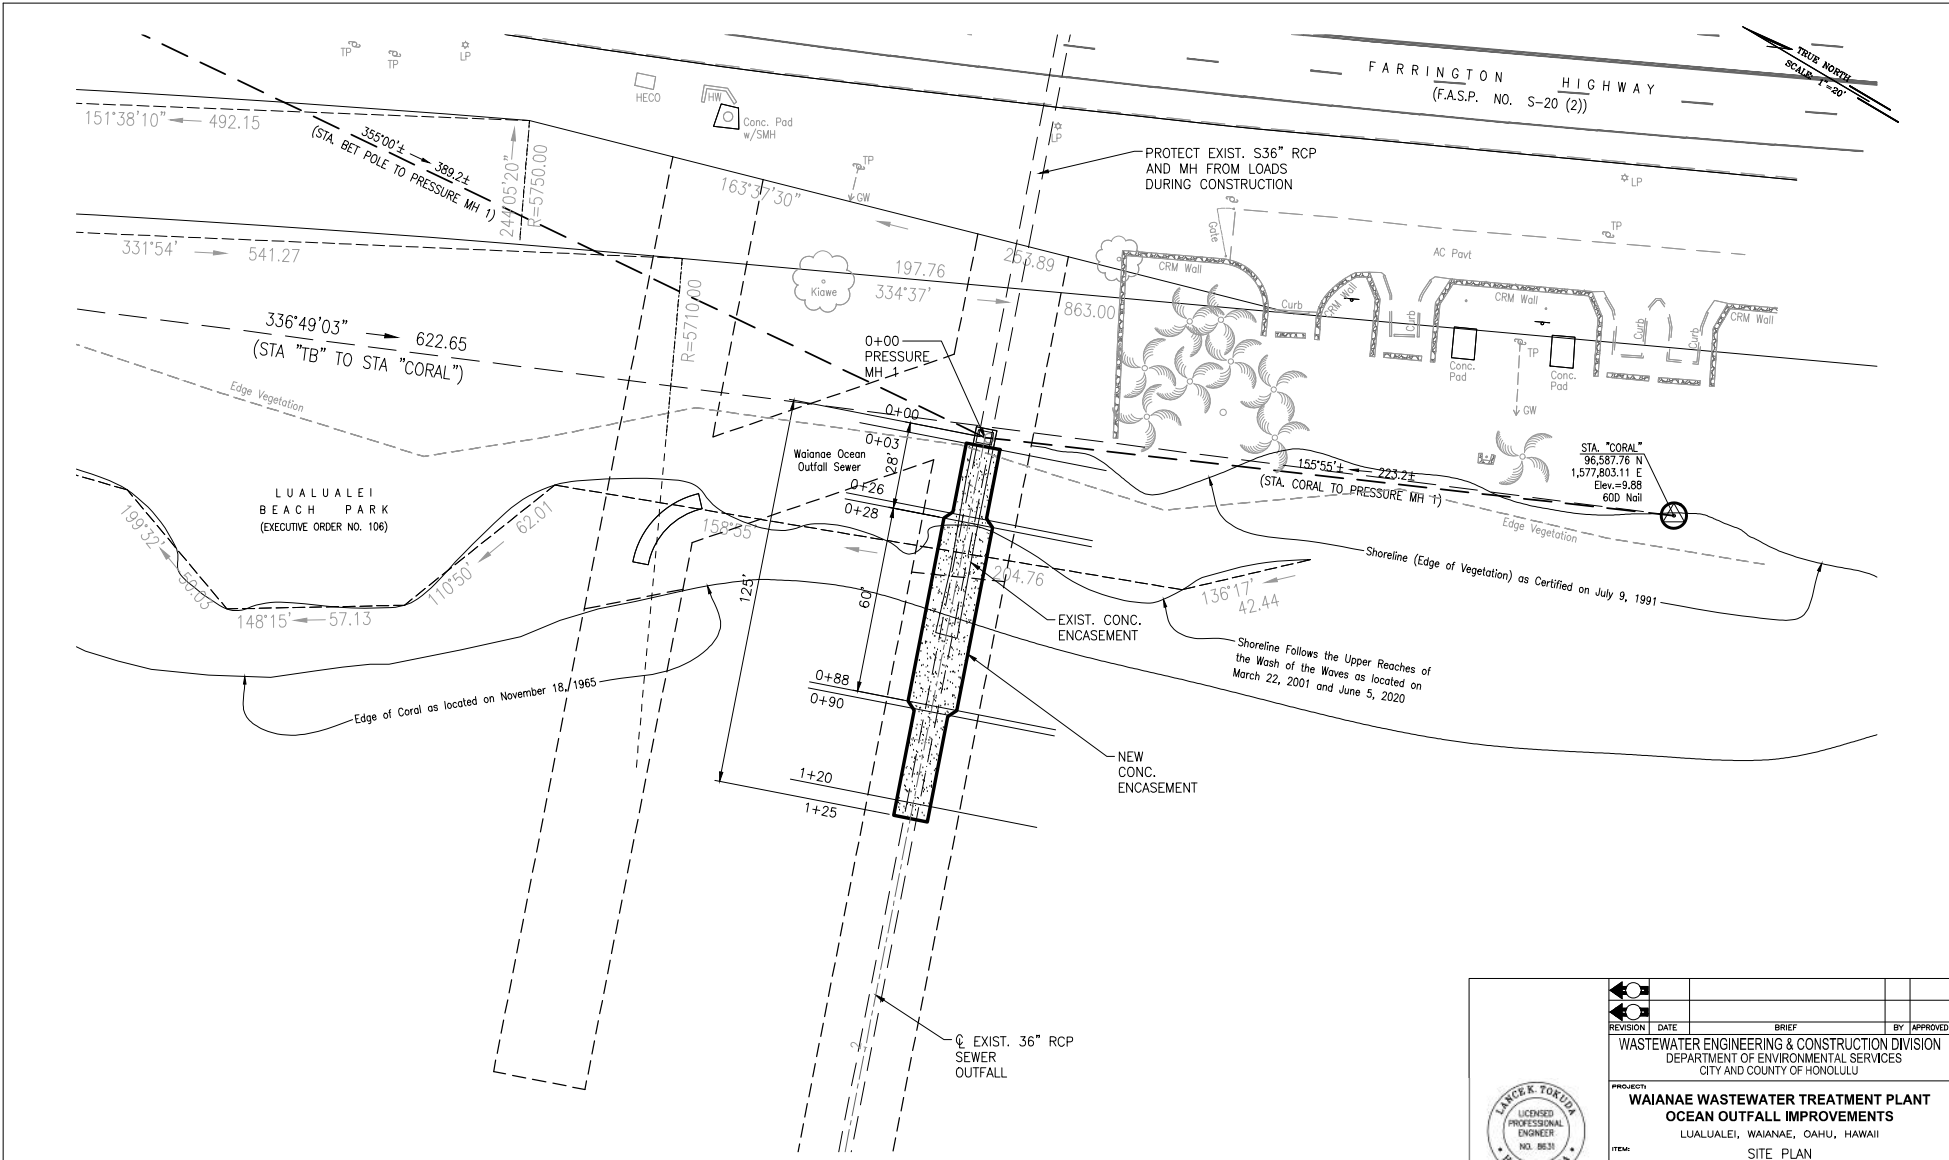 TP
TP
LP
HECO
HW
Conc. Pad
w/SMH
TP
GW
FARRINGTON HIGHWAY
(F.A.S.P. NO. S-20 (2))
TRUE NORTH
SCALE: 1"=20'
151°38'10" 492.15
355°00'± 389.2±
(STA. BET POLE TO PRESSURE MH 1)
244°05'20"
R=5750.00
163°37'30"
LP
PROTECT EXIST. S36" RCP
AND MH FROM LOADS
DURING CONSTRUCTION
LP
TP
Gate
AC Pavt
CRM Wall
CRM Wall
CRM Wall
CRM Wall
Curb
Curb
Curb
Curb
331°54' 541.27
Kiawe
197.76
334°37'
253.89
863.00
336°49'03" 622.65
(STA "TB" TO STA "CORAL")
R=5710.00
0+00
PRESSURE
MH 1
Conc.
Pad
Conc.
Pad
TP
GW
Edge Vegetation
0+00
0+03
28'
Waianae Ocean
Outfall Sewer
0+26
0+28
155°55'± 223.2±
(STA. CORAL TO PRESSURE MH 1)
STA. "CORAL"
96,587.76 N
1,577,803.11 E
Elev.=9.88
60D Nail
Edge Vegetation
LUALUALEI
BEACH PARK
(EXECUTIVE ORDER NO. 106)
199°32'
50.03
148°15' 57.13
110°50'
62.01
158°55'
204.76
125'
60'
136°17'
42.44
Shoreline (Edge of Vegetation) as Certified on July 9, 1991
EXIST. CONC.
ENCASEMENT
Shoreline Follows the Upper Reaches of
the Wash of the Waves as located on
March 22, 2001 and June 5, 2020
Edge of Coral as located on November 18, 1965
0+88
0+90
NEW
CONC.
ENCASEMENT
1+20
1+25
℄ EXIST. 36" RCP
SEWER
OUTFALL
2
REVISION DATE BRIEF BY APPROVED
WASTEWATER ENGINEERING & CONSTRUCTION DIVISION
DEPARTMENT OF ENVIRONMENTAL SERVICES
CITY AND COUNTY OF HONOLULU
PROJECT:
WAIANAE WASTEWATER TREATMENT PLANT
OCEAN OUTFALL IMPROVEMENTS
LUALUALEI, WAIANAE, OAHU, HAWAII
ITEM:
SITE PLAN
LANCE K. TOKUDA
LICENSED
PROFESSIONAL
ENGINEER
NO. 8631